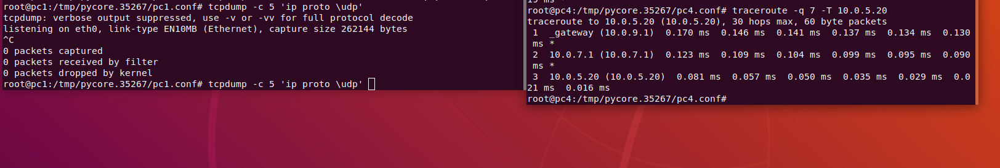 root@pc1:/tmp/pycore.35267/pc1.conf# tcpdump -c 5 'ip proto \udp'
tcpdump: verbose output suppressed, use -v or -vv for full protocol decode
listening on eth0, link-type EN10MB (Ethernet), capture size 262144 bytes
^C
0 packets captured
0 packets received by filter
0 packets dropped by kernel
root@pc1:/tmp/pycore.35267/pc1.conf# tcpdump -c 5 'ip proto \udp'
19 ms *
root@pc4:/tmp/pycore.35267/pc4.conf# traceroute -q 7 -T 10.0.5.20
traceroute to 10.0.5.20 (10.0.5.20), 30 hops max, 60 byte packets
 1  _gateway (10.0.9.1)  0.170 ms  0.146 ms  0.141 ms  0.137 ms  0.134 ms  0.130
 ms *
 2  10.0.7.1 (10.0.7.1)  0.123 ms  0.109 ms  0.104 ms  0.099 ms  0.095 ms  0.090
 ms *
 3  10.0.5.20 (10.0.5.20)  0.081 ms  0.057 ms  0.050 ms  0.035 ms  0.029 ms  0.0
21 ms  0.016 ms
root@pc4:/tmp/pycore.35267/pc4.conf#